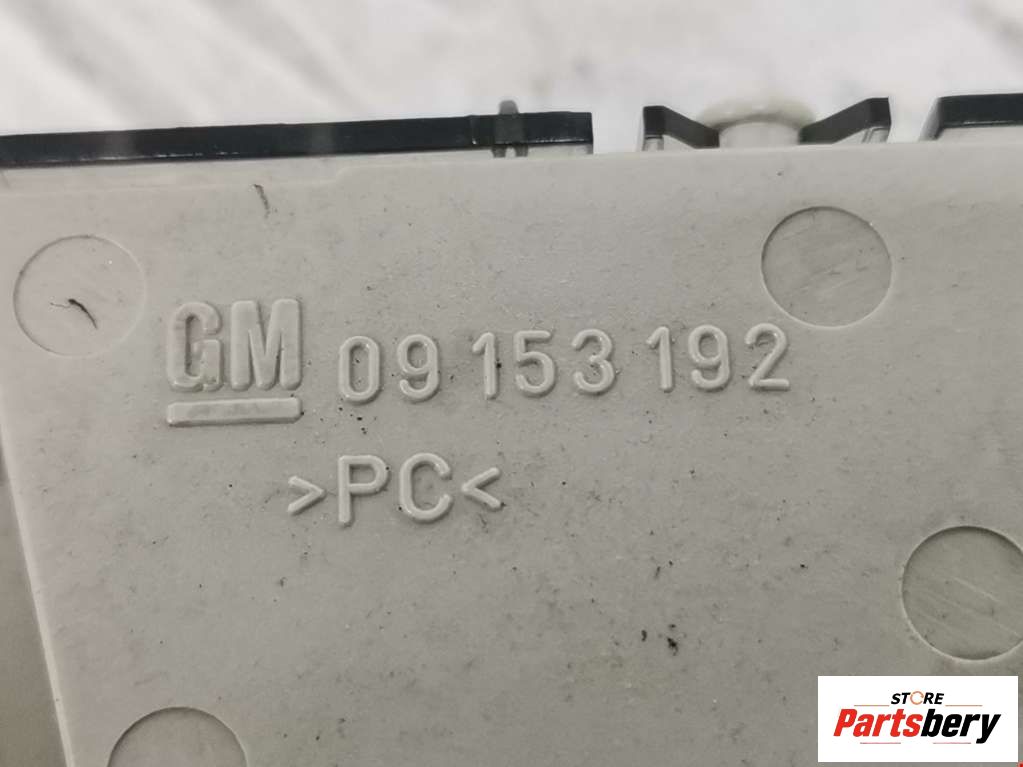 GM 09 153 192
>PC<
STORE
Partsbery